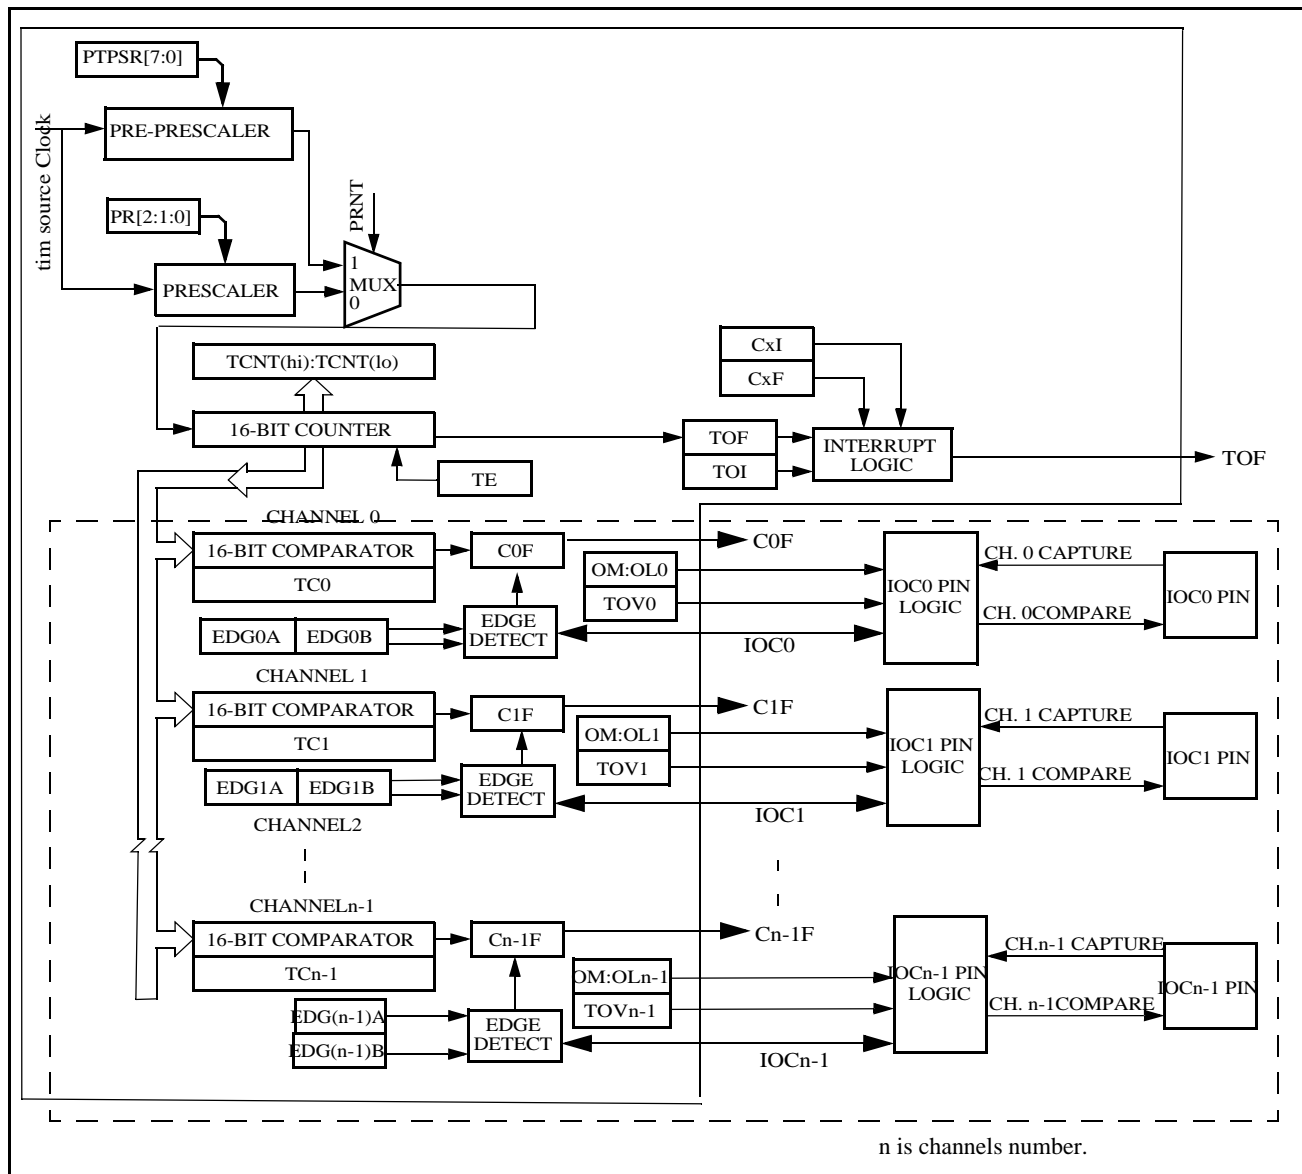 PTPSR[7:0]
tim source Clock
PRE-PRESCALER
PRNT
PR[2:1:0]
1
MUX
0
PRESCALER
CxI
CxF
TCNT(hi):TCNT(lo)
16-BIT COUNTER
TOF
TOI
INTERRUPT
LOGIC
TOF
TE
CHANNEL 0
16-BIT COMPARATOR
TC0
C0F
C0F
OM:OL0
TOV0
IOC0 PIN
LOGIC
CH. 0 CAPTURE
CH. 0COMPARE
IOC0 PIN
EDG0A
EDG0B
EDGE
DETECT
IOC0
CHANNEL 1
16-BIT COMPARATOR
TC1
C1F
C1F
OM:OL1
TOV1
IOC1 PIN
LOGIC
CH. 1 CAPTURE
CH. 1 COMPARE
IOC1 PIN
EDG1A
EDG1B
EDGE
DETECT
IOC1
CHANNEL2
CHANNELn-1
16-BIT COMPARATOR
TCn-1
Cn-1F
Cn-1F
OM:OLn-1
TOVn-1
IOCn-1 PIN
LOGIC
CH.n-1 CAPTURE
CH. n-1COMPARE
IOCn-1 PIN
EDG(n-1)A
EDG(n-1)B
EDGE
DETECT
IOCn-1
n is channels number.